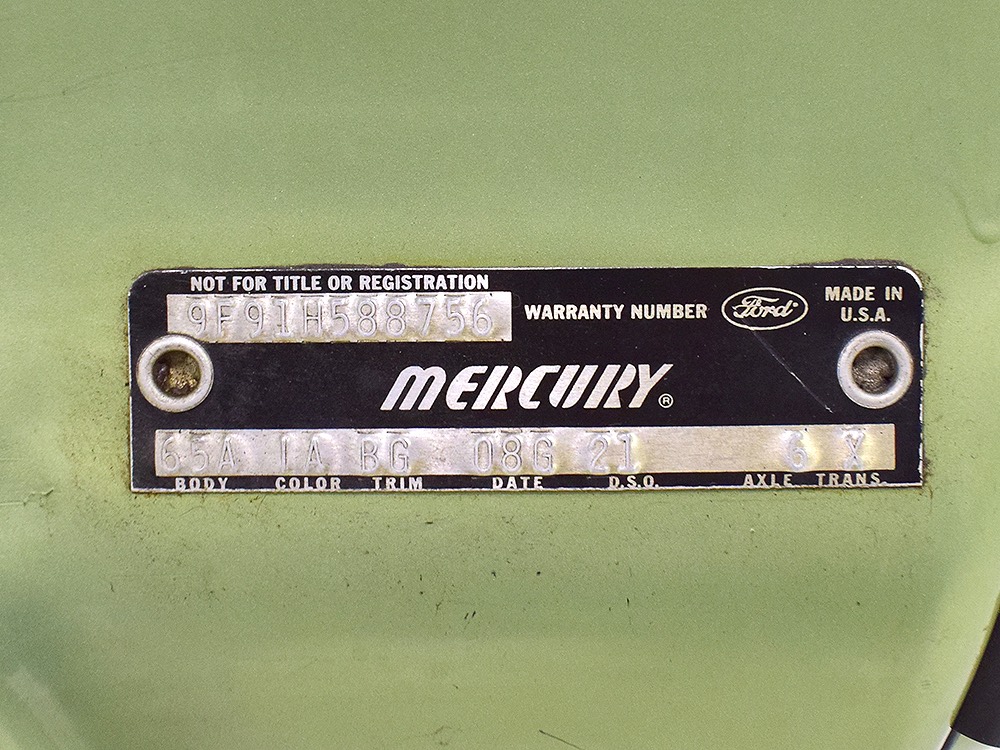 NOT FOR TITLE OR REGISTRATION
9F91H588756
WARRANTY NUMBER
Ford
MADE IN
U.S.A.
MERCURY®
65A 1A BG 08G 21 6 X
BODY COLOR TRIM DATE D.S.O. AXLE TRANS.